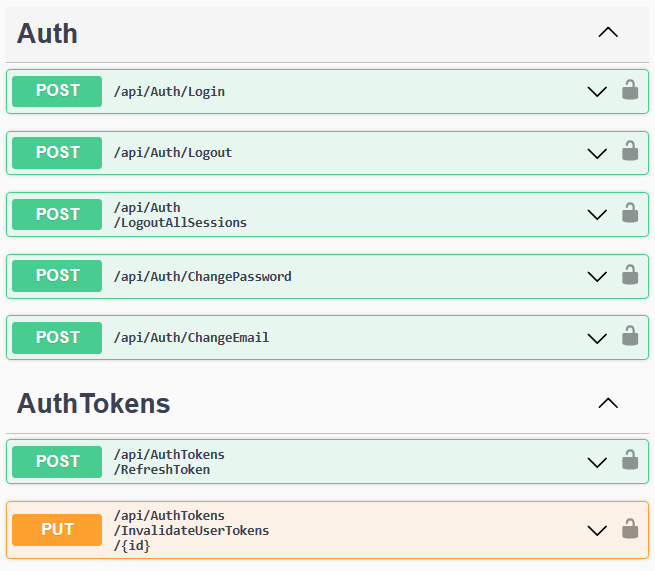 Auth
POST /api/Auth/Login
POST /api/Auth/Logout
POST /api/Auth
/LogoutAllSessions
POST /api/Auth/ChangePassword
POST /api/Auth/ChangeEmail
AuthTokens
POST /api/AuthTokens
/RefreshToken
PUT /api/AuthTokens
/InvalidateUserTokens
/{id}